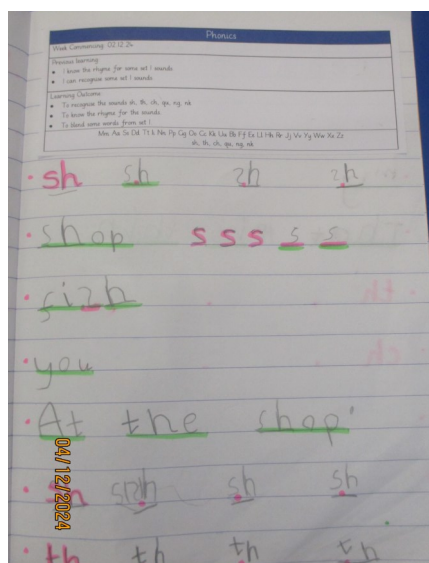 Phonics
Week Commencing: 02.12.24
Previous learning:
• I know the rhyme for some set 1 sounds.
• I can recognise some set 1 sounds.
Learning Outcome:
• To recognise the sounds sh, th, ch, qu, ng, nk
• To know the rhyme for the sounds.
• To blend some words from set 1.
Mm Aa Ss Dd Tt Ii Nn Pp Gg Oo Cc Kk Uu Bb Ff Ee Ll Hh Rr Jj Vv Yy Ww Xx Zz
sh, th, ch, qu, ng, nk
sh sh sh sh
shop s s s s s
fish
you
At the shop
sh sh sh
th th th th
04/12/2024